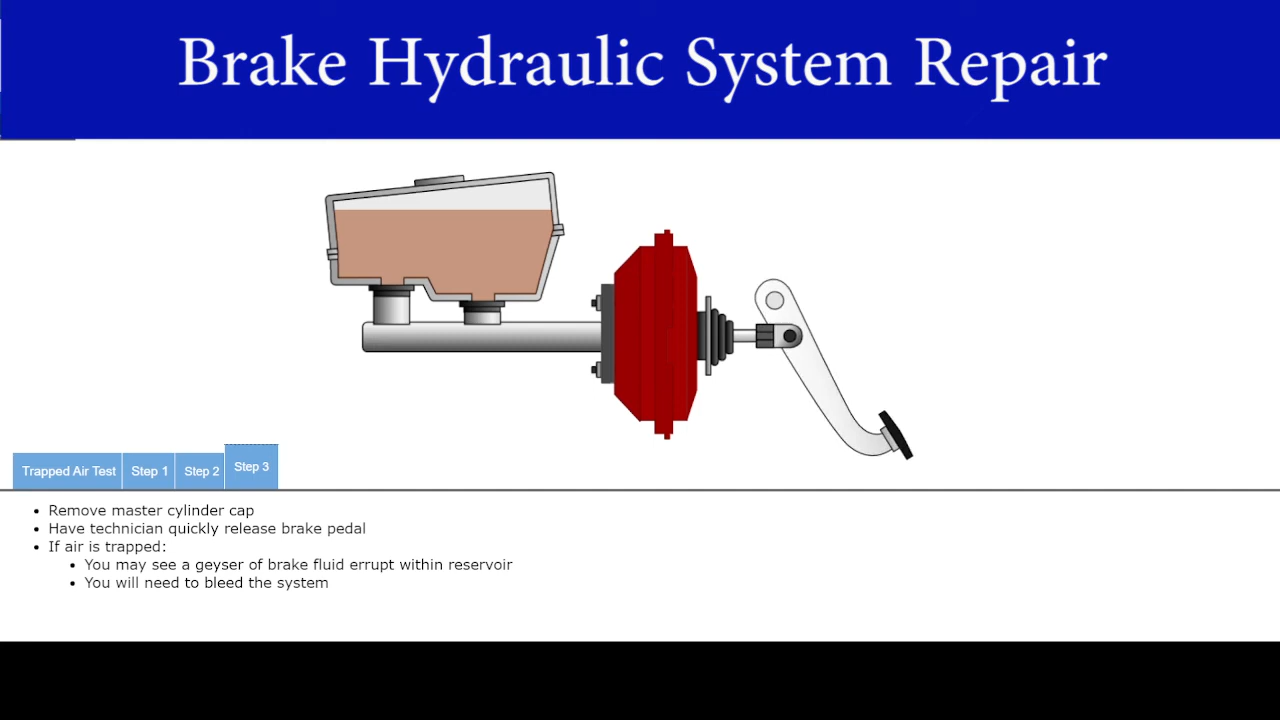 Brake Hydraulic System Repair
Trapped Air Test
Step 1
Step 2
Step 3
Remove master cylinder cap
Have technician quickly release brake pedal
If air is trapped:
You may see a geyser of brake fluid errupt within reservoir
You will need to bleed the system